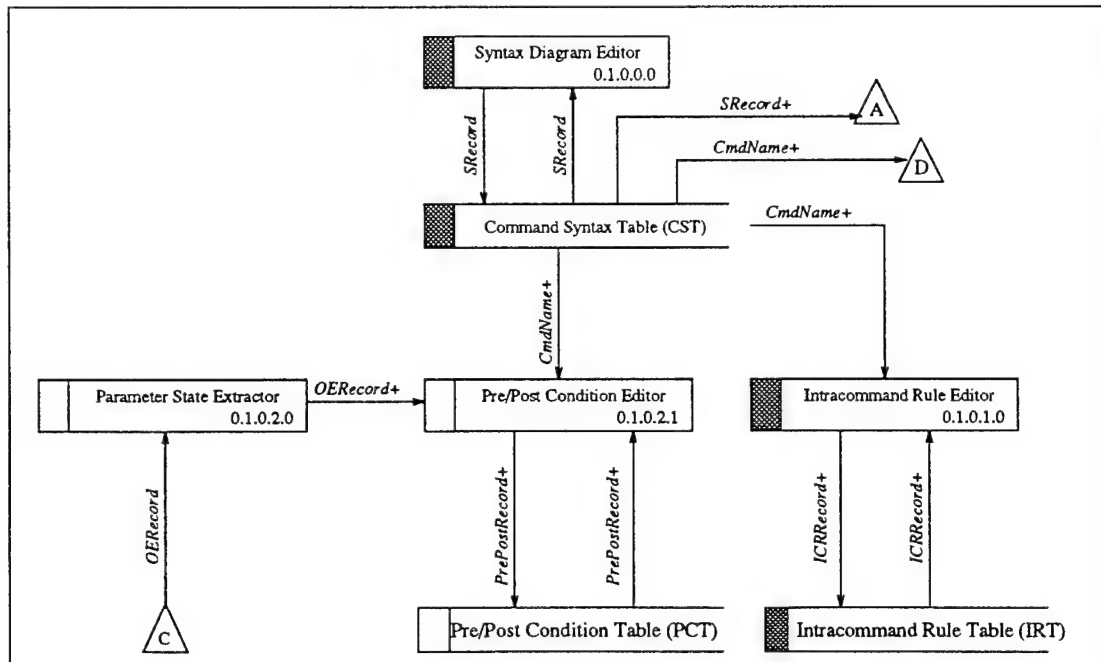 Syntax Diagram Editor
0.1.0.0.0
SRecord
SRecord
SRecord+
A
CmdName+
D
Command Syntax Table (CST)
CmdName+
CmdName+
Parameter State Extractor
0.1.0.2.0
OERecord+
Pre/Post Condition Editor
0.1.0.2.1
Intracommand Rule Editor
0.1.0.1.0
OERecord
PrePostRecord+
PrePostRecord+
ICRRecord+
ICRRecord+
C
Pre/Post Condition Table (PCT)
Intracommand Rule Table (IRT)